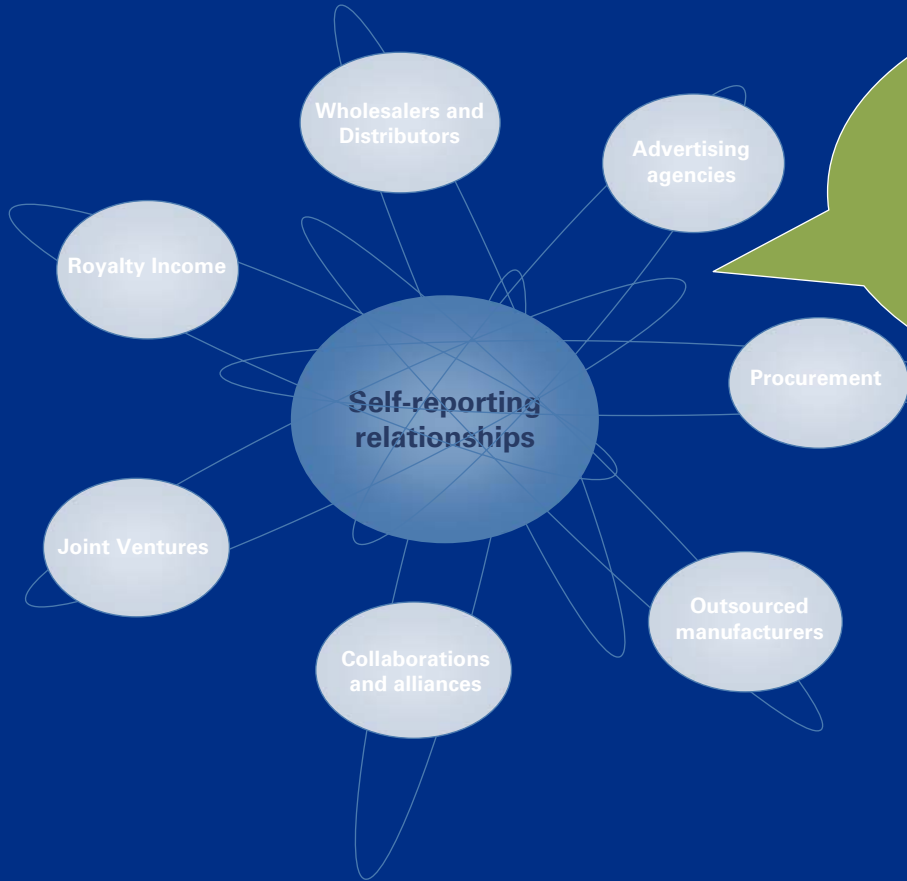 Wholesalers and
Distributors
Advertising
agencies
Royalty Income
Procurement
Self-reporting
relationships
Joint Ventures
Outsourced
manufacturers
Collaborations
and alliances